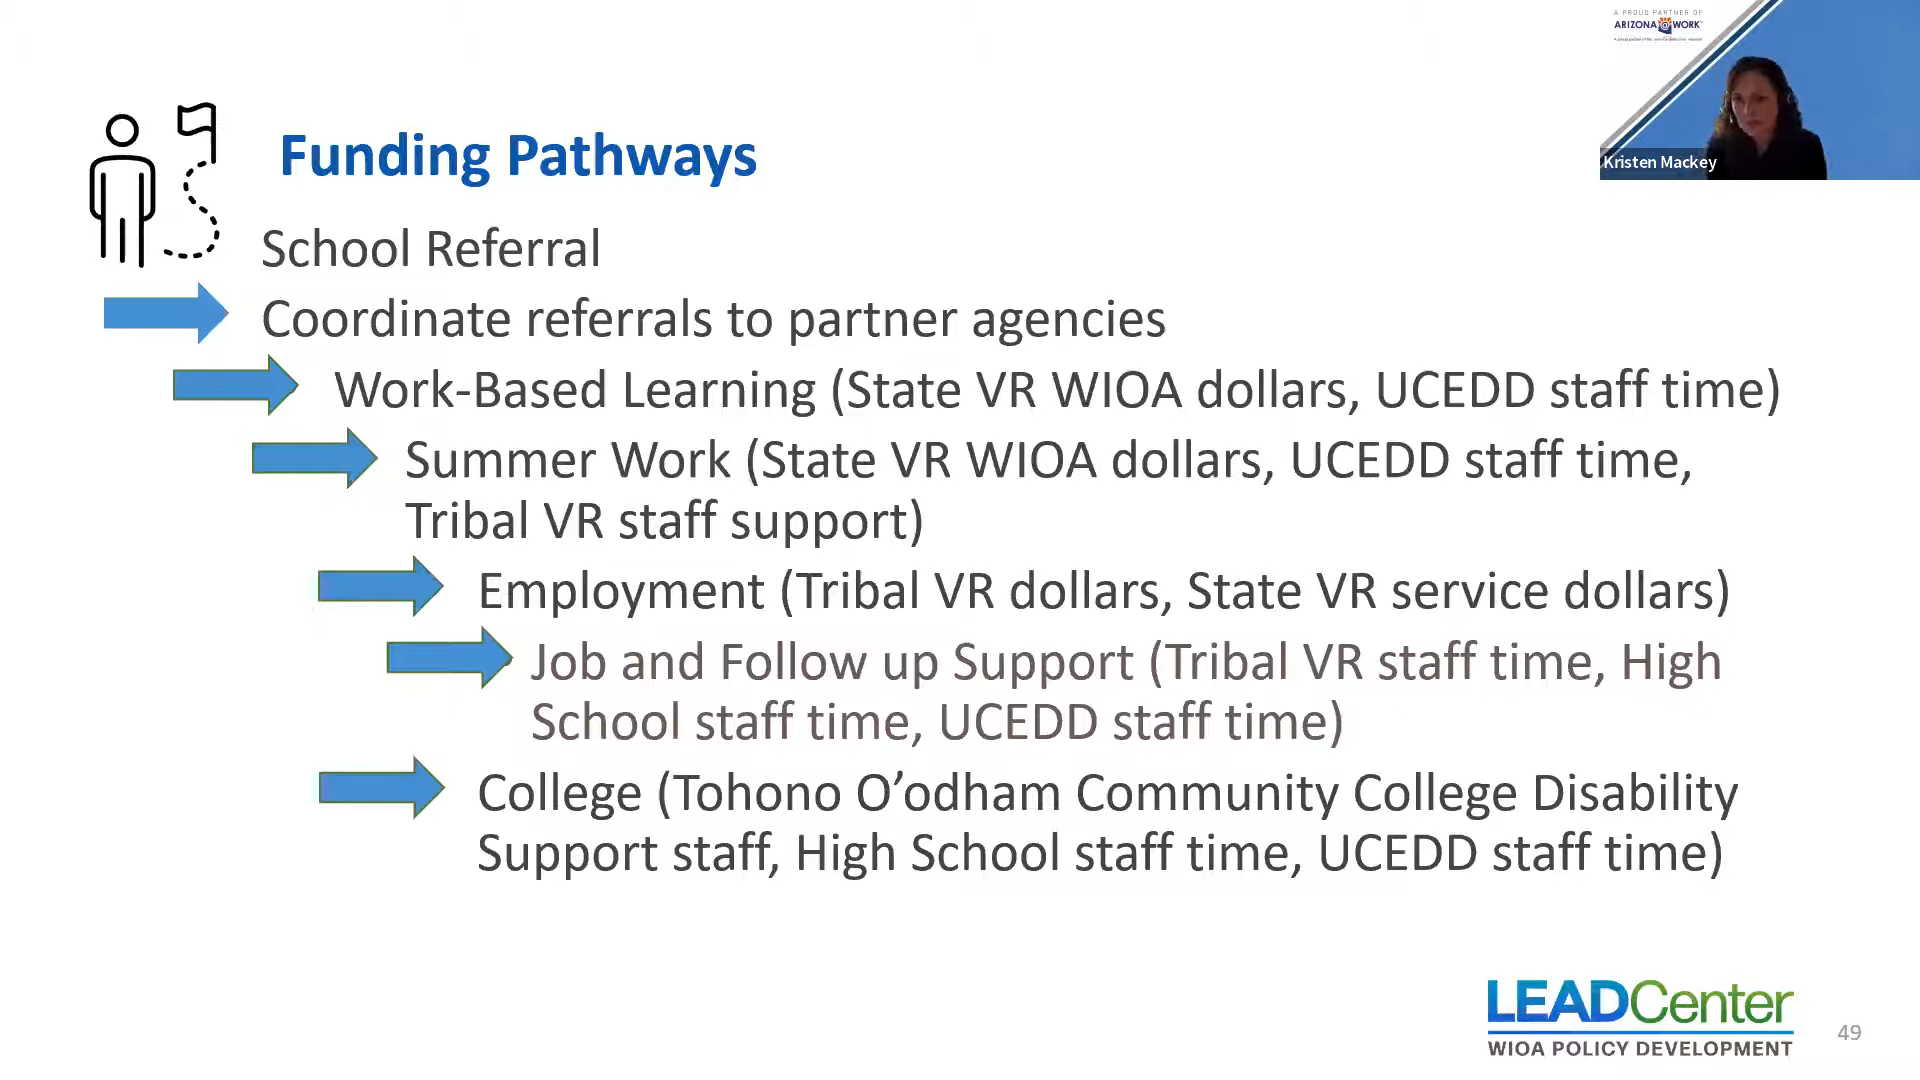 A PROUD PARTNER OF
ARIZONA@WORK
Kristen Mackey
Funding Pathways
School Referral
Coordinate referrals to partner agencies
Work-Based Learning (State VR WIOA dollars, UCEDD staff time)
Summer Work (State VR WIOA dollars, UCEDD staff time,
Tribal VR staff support)
Employment (Tribal VR dollars, State VR service dollars)
Job and Follow up Support (Tribal VR staff time, High
School staff time, UCEDD staff time)
College (Tohono O’odham Community College Disability
Support staff, High School staff time, UCEDD staff time)
LEADCenter
WIOA POLICY DEVELOPMENT
49